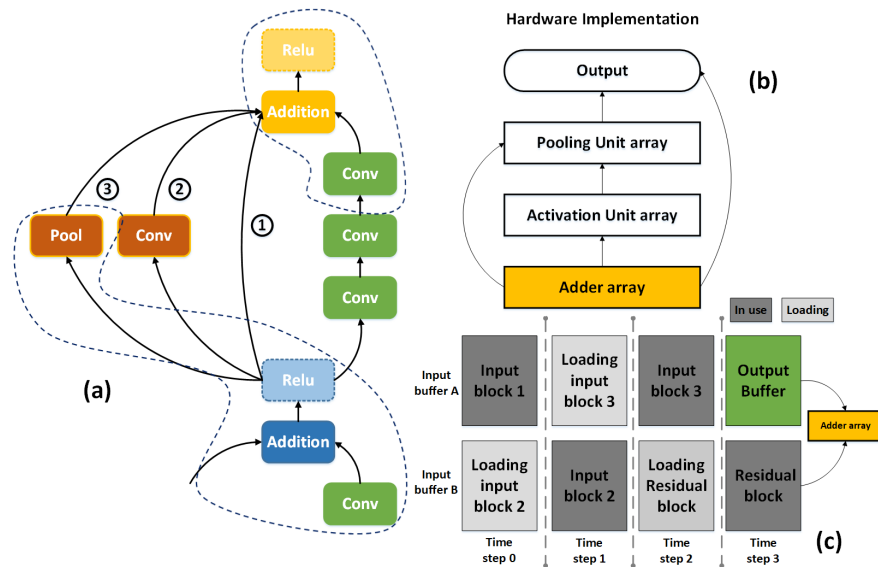 Relu
Addition
Conv
③
②
①
Pool
Conv
Conv
Conv
(a)
Relu
Addition
Conv
Hardware Implementation
Output
(b)
Pooling Unit array
Activation Unit array
Adder array
In use
Loading
Input
buffer A
Input
block 1
Loading
input
block 3
Input
block 3
Output
Buffer
Adder array
Input
buffer B
Loading
input
block 2
Input
block 2
Loading
Residual
block
Residual
block
Time
step 0
Time
step 1
Time
step 2
Time
step 3
(c)